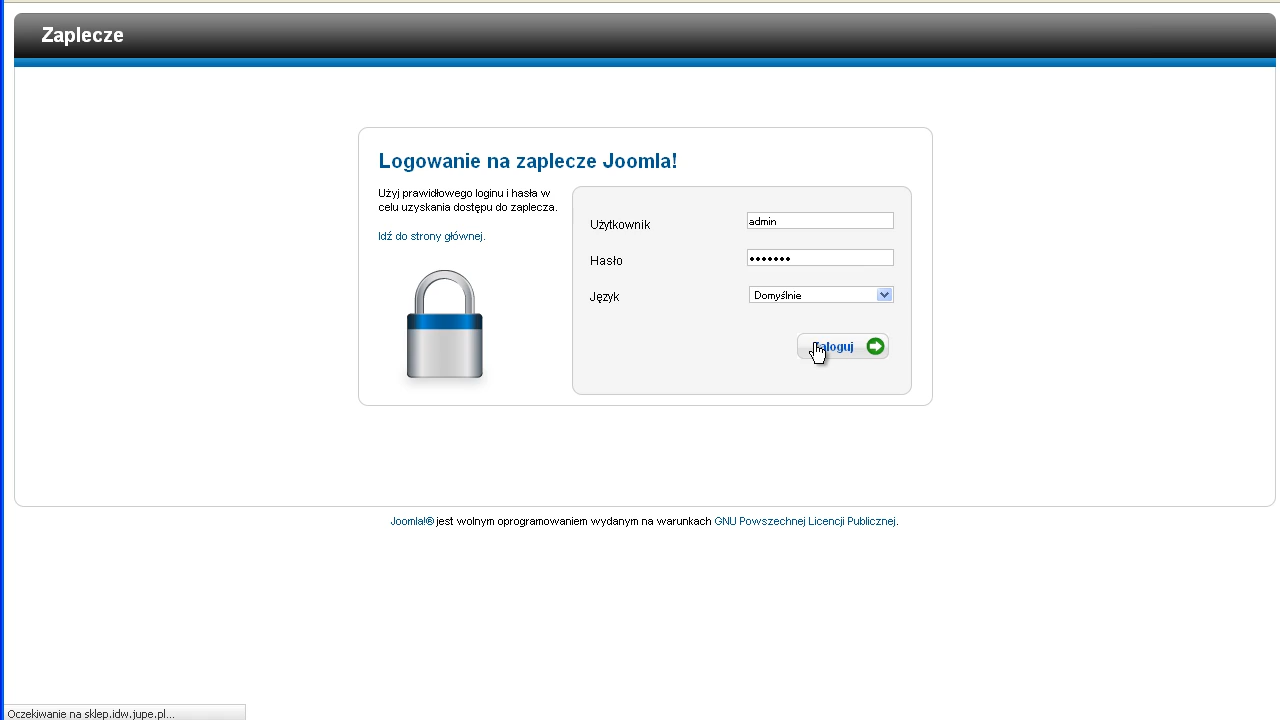 Zaplecze
Logowanie na zaplecze Joomla!
Użyj prawidłowego loginu i hasła w
celu uzyskania dostępu do zaplecza.
Idź do strony głównej.
Użytkownik
admin
Hasło
•••••••
Język
Domyślnie
Zaloguj
Joomla!® jest wolnym oprogramowaniem wydanym na warunkach GNU Powszechnej Licencji Publicznej.
Oczekiwanie na sklep.idw.jupe.pl...